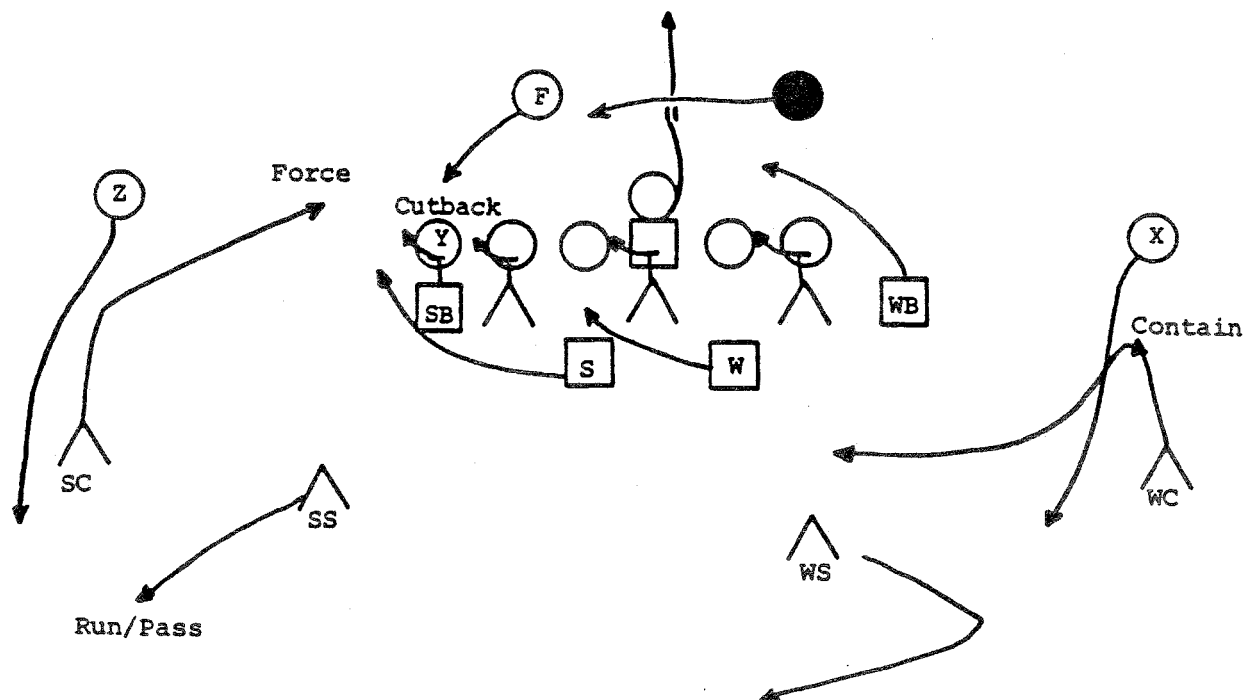 F
Z
Force
Cutback
Y
X
SB
WB
Contain
S
W
SC
SS
WC
WS
Run/Pass